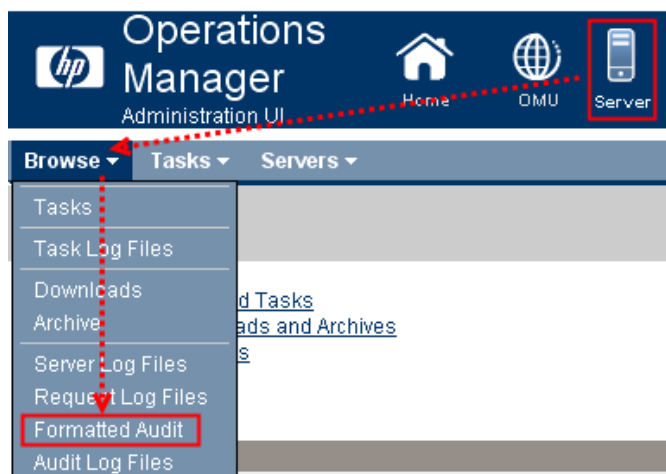 hp
Operations
Manager
Administration UI
Home
OMU
Server
Browse
Tasks
Servers
Tasks
Task Log Files
Downloads
Archive
d Tasks
ads and Archives
s
Server Log Files
Request Log Files
Formatted Audit
Audit Log Files